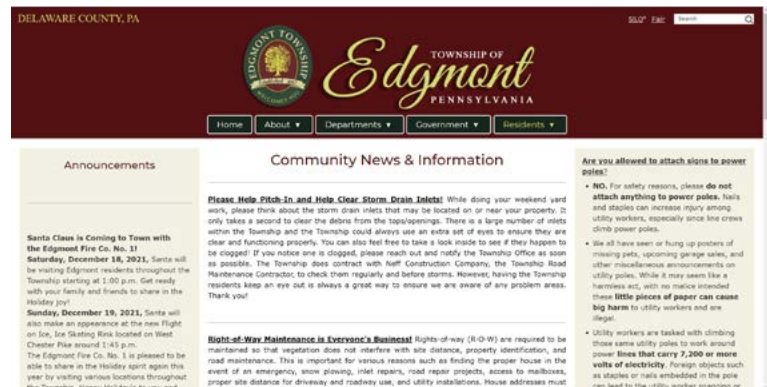 DELAWARE COUNTY, PA
Fair
Search
EDGMONT TOWNSHIP
TOWNSHIP OF
Edgmont
PENNSYLVANIA
Home
About ▼
Departments ▼
Government ▼
Residents ▼
Announcements
Santa Claus is Coming to Town with
the Edgmont Fire Co. No. 1!
Saturday, December 18, 2021, Santa will
be visiting Edgmont residents throughout the
Township starting at 1:00 p.m. Get ready
with your family and friends to share in the
Holiday joy!
Sunday, December 19, 2021, Santa will
also make an appearance at the new Flight
on Ice, Ice Skating Rink located on West
Chester Pike around 1:45 p.m.
The Edgmont Fire Co. No. 1 is pleased to be
able to share in the Holiday spirit again this
year by visiting various locations throughout
Community News & Information
Please Help Pitch-In and Help Clear Storm Drain Inlets! While doing your weekend yard
work, please think about the storm drain inlets that may be located on or near your property. It
only takes a second to clear the debris from the tops/openings. There is a large number of inlets
within the Township and the Township could always use an extra set of eyes to ensure they are
clear and functioning properly. You can also feel free to take a look inside to see if they happen to
be clogged! If you notice one is clogged, please reach out and notify the Township Office as soon
as possible. The Township does contract with Neff Construction Company, the Township Road
Maintenance Contractor, to check them regularly and before storms. However, having the Township
residents keep an eye out is always a great way to ensure we are aware of any problem areas.
Thank you!
Right-of-Way Maintenance is Everyone's Business! Rights-of-way (R-O-W) are required to be
maintained so that vegetation does not interfere with site distance, property identification, and
road maintenance. This is important for various reasons such as finding the proper house in the
event of an emergency, snow plowing, inlet repairs, road repair projects, access to mailboxes,
proper site distance for driveway and roadway use, and utility installations. House addresses must
Are you allowed to attach signs to power
poles?
• NO. For safety reasons, please do not
attach anything to power poles. Nails
and staples can increase injury among
utility workers, especially since line crews
climb power poles.
• We all have seen or hung up posters of
missing pets, upcoming garage sales, and
other miscellaneous announcements on
utility poles. While it may seem like a
harmless act, with no malice intended
these little pieces of paper can cause
big harm to utility workers and are
illegal.
• Utility workers are tasked with climbing
those same utility poles to work around
power lines that carry 7,200 or more
volts of electricity. Foreign objects such
as staples or nails embedded in the pole